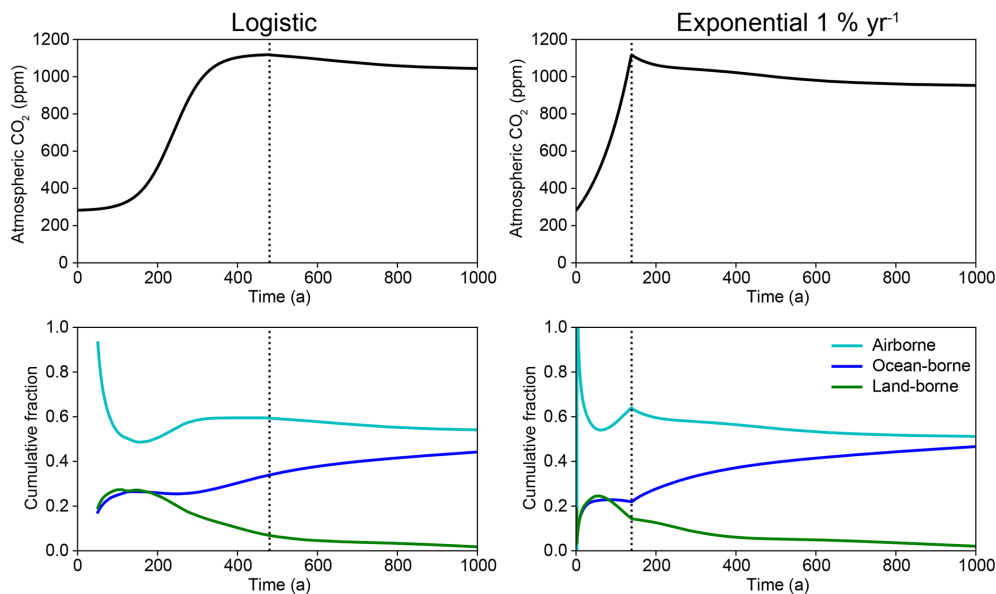 Logistic
Exponential 1 % yr⁻¹
Atmospheric CO₂ (ppm)
1200
1000
800
600
400
200
0
0 200 400 600 800 1000
Time (a)
Atmospheric CO₂ (ppm)
1200
1000
800
600
400
200
0
0 200 400 600 800 1000
Time (a)
Cumulative fraction
1.0
0.8
0.6
0.4
0.2
0.0
0 200 400 600 800 1000
Time (a)
Cumulative fraction
1.0
0.8
0.6
0.4
0.2
0.0
Airborne
Ocean-borne
Land-borne
0 200 400 600 800 1000
Time (a)